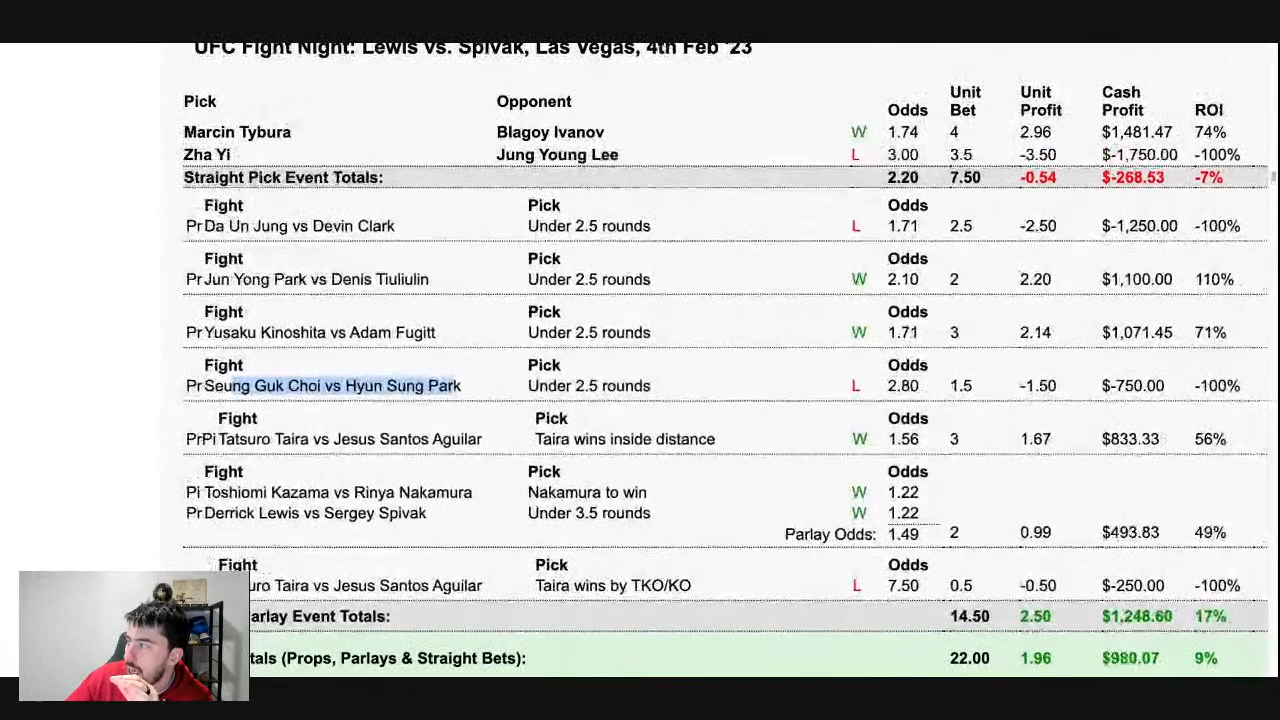 UFC Fight Night: Lewis vs. Spivak, Las Vegas, 4th Feb '23
Pick Opponent Odds Unit Bet Unit Profit Cash Profit ROI
Marcin Tybura Blagoy Ivanov W 1.74 4 2.96 $1,481.47 74%
Zha Yi Jung Young Lee L 3.00 3.5 -3.50 $-1,750.00 -100%
Straight Pick Event Totals: 2.20 7.50 -0.54 $-268.53 -7%
Fight Pick Odds
Pr Da Un Jung vs Devin Clark Under 2.5 rounds L 1.71 2.5 -2.50 $-1,250.00 -100%
Fight Pick Odds
Pr Jun Yong Park vs Denis Tiuliulin Under 2.5 rounds W 2.10 2 2.20 $1,100.00 110%
Fight Pick Odds
Pr Yusaku Kinoshita vs Adam Fugitt Under 2.5 rounds W 1.71 3 2.14 $1,071.45 71%
Fight Pick Odds
Pr Seung Guk Choi vs Hyun Sung Park Under 2.5 rounds L 2.80 1.5 -1.50 $-750.00 -100%
Fight Pick Odds
PrPi Tatsuro Taira vs Jesus Santos Aguilar Taira wins inside distance W 1.56 3 1.67 $833.33 56%
Fight Pick Odds
Pi Toshiomi Kazama vs Rinya Nakamura Nakamura to win W 1.22
Pr Derrick Lewis vs Sergey Spivak Under 3.5 rounds W 1.22
Parlay Odds: 1.49 2 0.99 $493.83 49%
Fight Pick Odds
uro Taira vs Jesus Santos Aguilar Taira wins by TKO/KO L 7.50 0.5 -0.50 $-250.00 -100%
arlay Event Totals: 14.50 2.50 $1,248.60 17%
tals (Props, Parlays & Straight Bets): 22.00 1.96 $980.07 9%